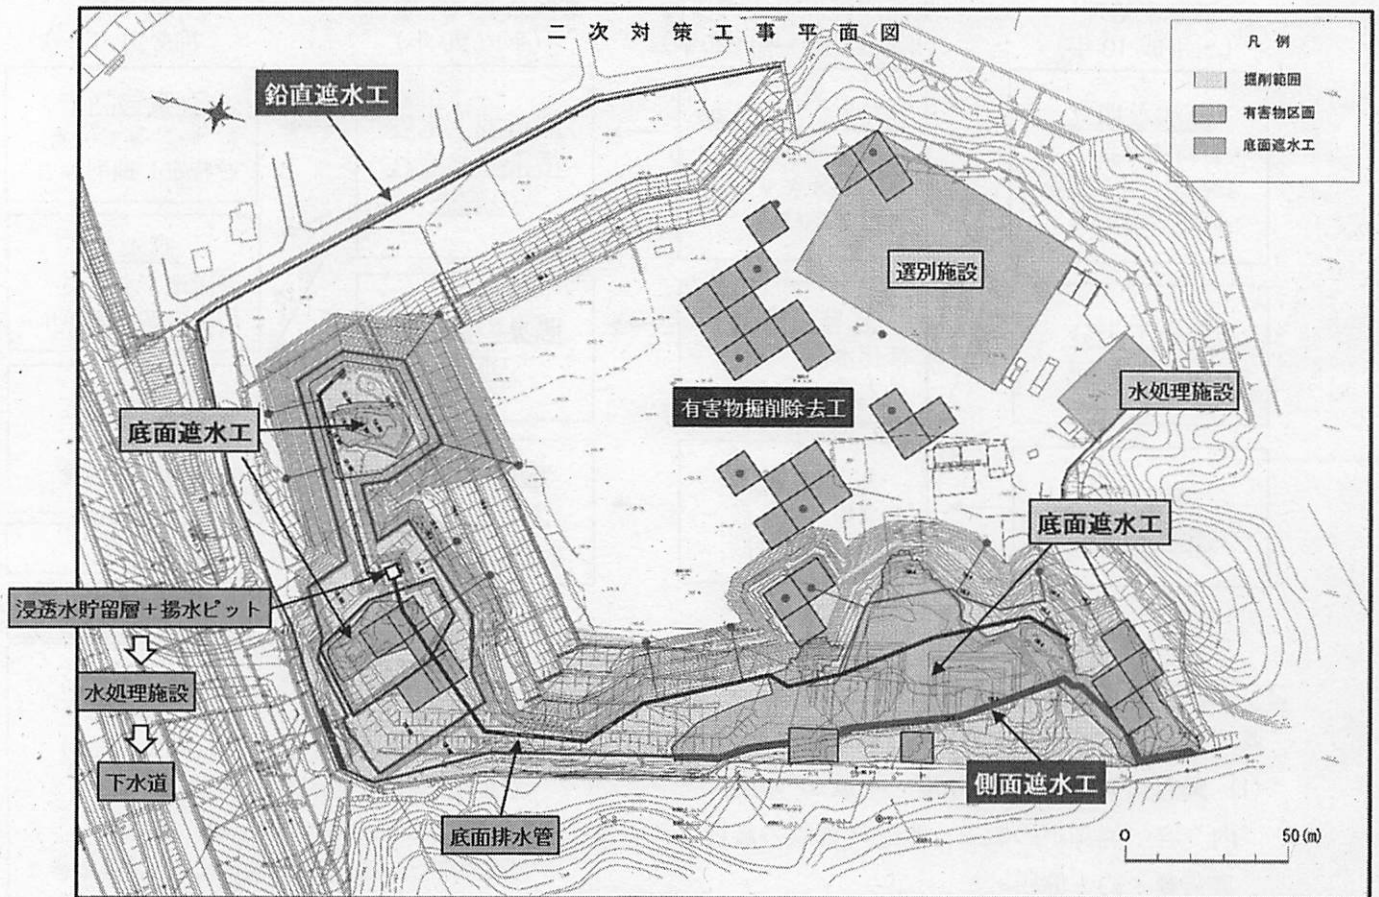 二次対策工事平面図
凡例
掘削範囲
有害物区画
底面遮水工
鉛直遮水工
選別施設
水処理施設
有害物掘削除去工
底面遮水工
底面遮水工
浸透水貯留層＋揚水ピット
水処理施設
下水道
側面遮水工
底面排水管
0 50(m)